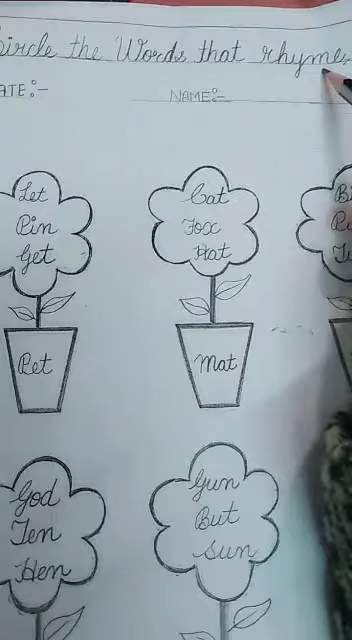 Circle the Words that rhyme
DATE:- NAME:-
Let
Pin
Get
Pet
Cat
Fox
Hat
Mat
God
Ten
Hen
Gun
But
Sun